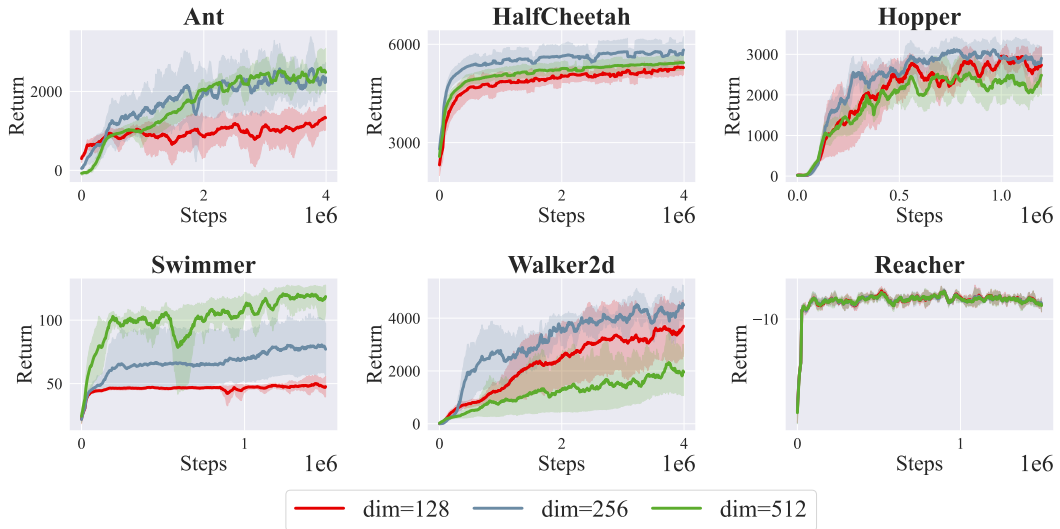 Ant
HalfCheetah
Hopper
Return
2000
0
0
2
4
Steps
1e6
Return
6000
3000
0
2
4
Steps
1e6
Return
3000
2000
1000
0
0.0
0.5
1.0
Steps
1e6
Swimmer
Walker2d
Reacher
Return
100
50
0
1
Steps
1e6
Return
4000
2000
0
0
2
4
Steps
1e6
Return
−10
0
1
Steps
1e6
dim=128
dim=256
dim=512